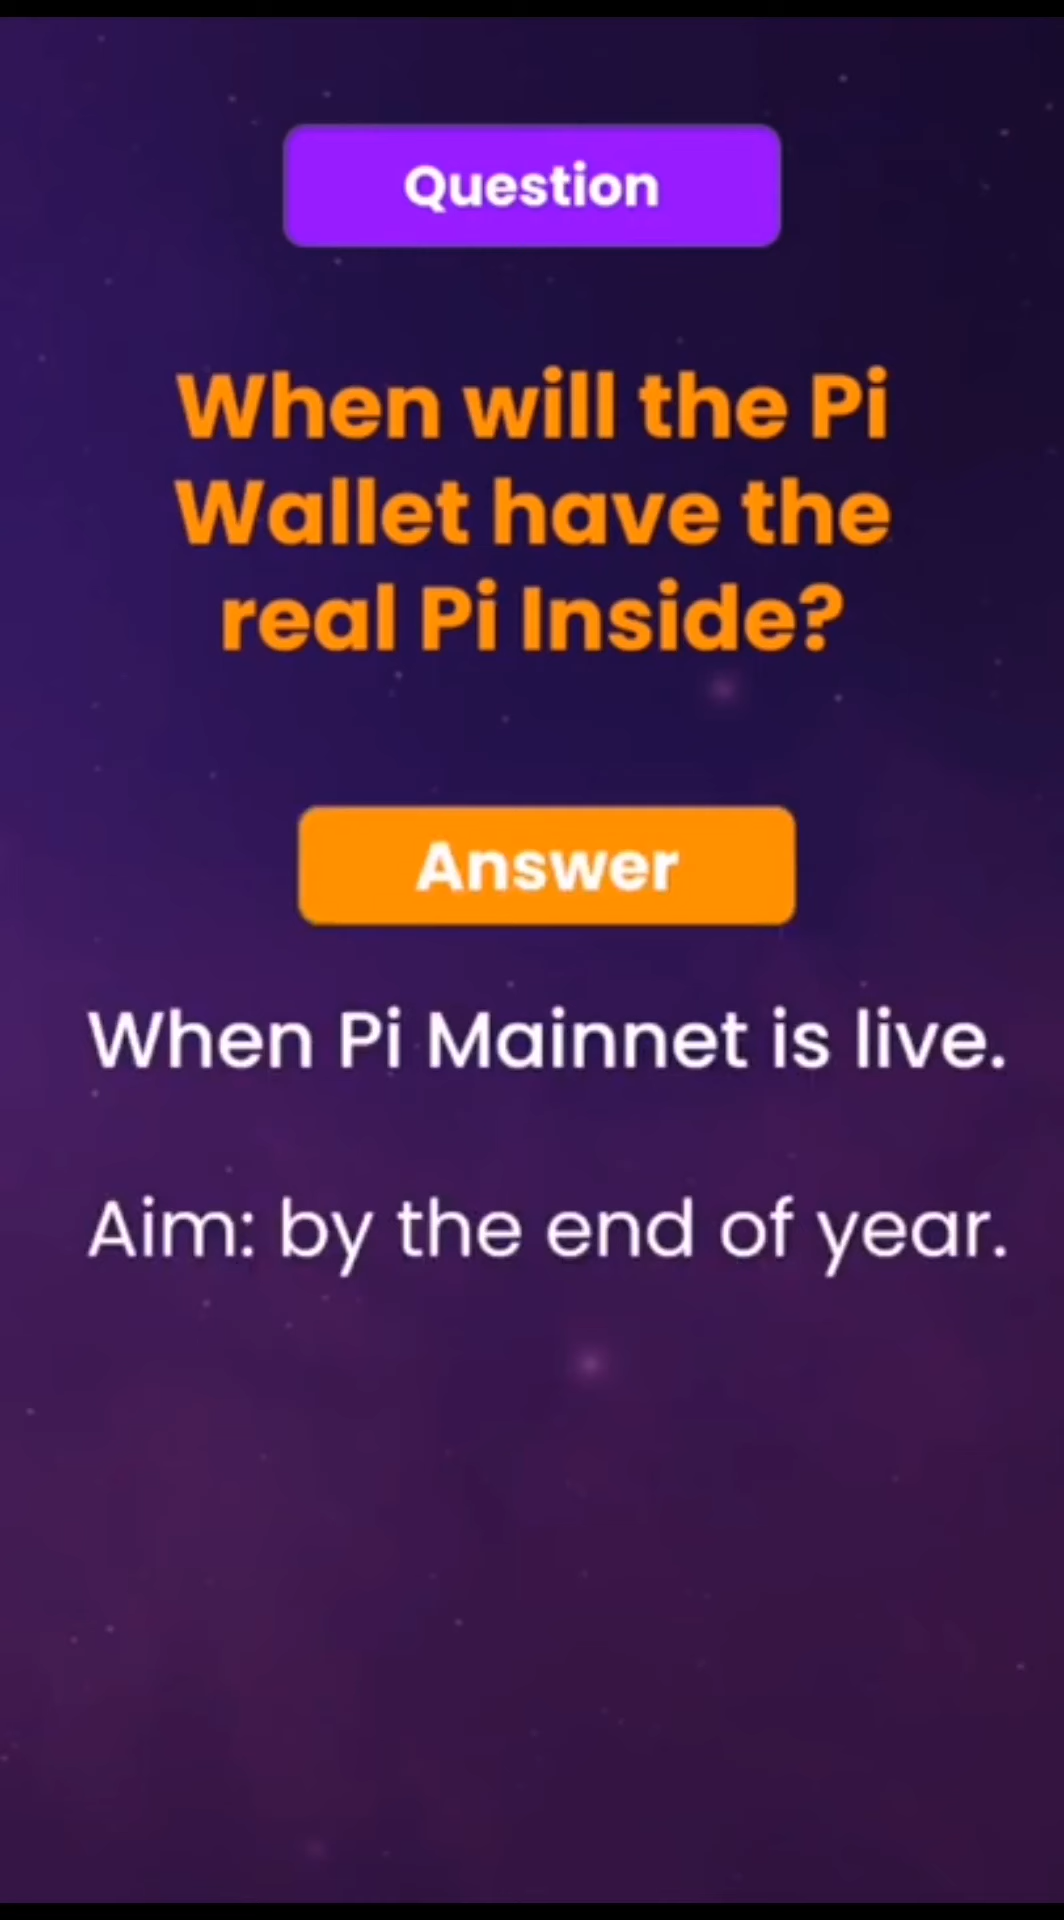 Question
When will the Pi
Wallet have the
real Pi Inside?
Answer
When Pi Mainnet is live.
Aim: by the end of year.